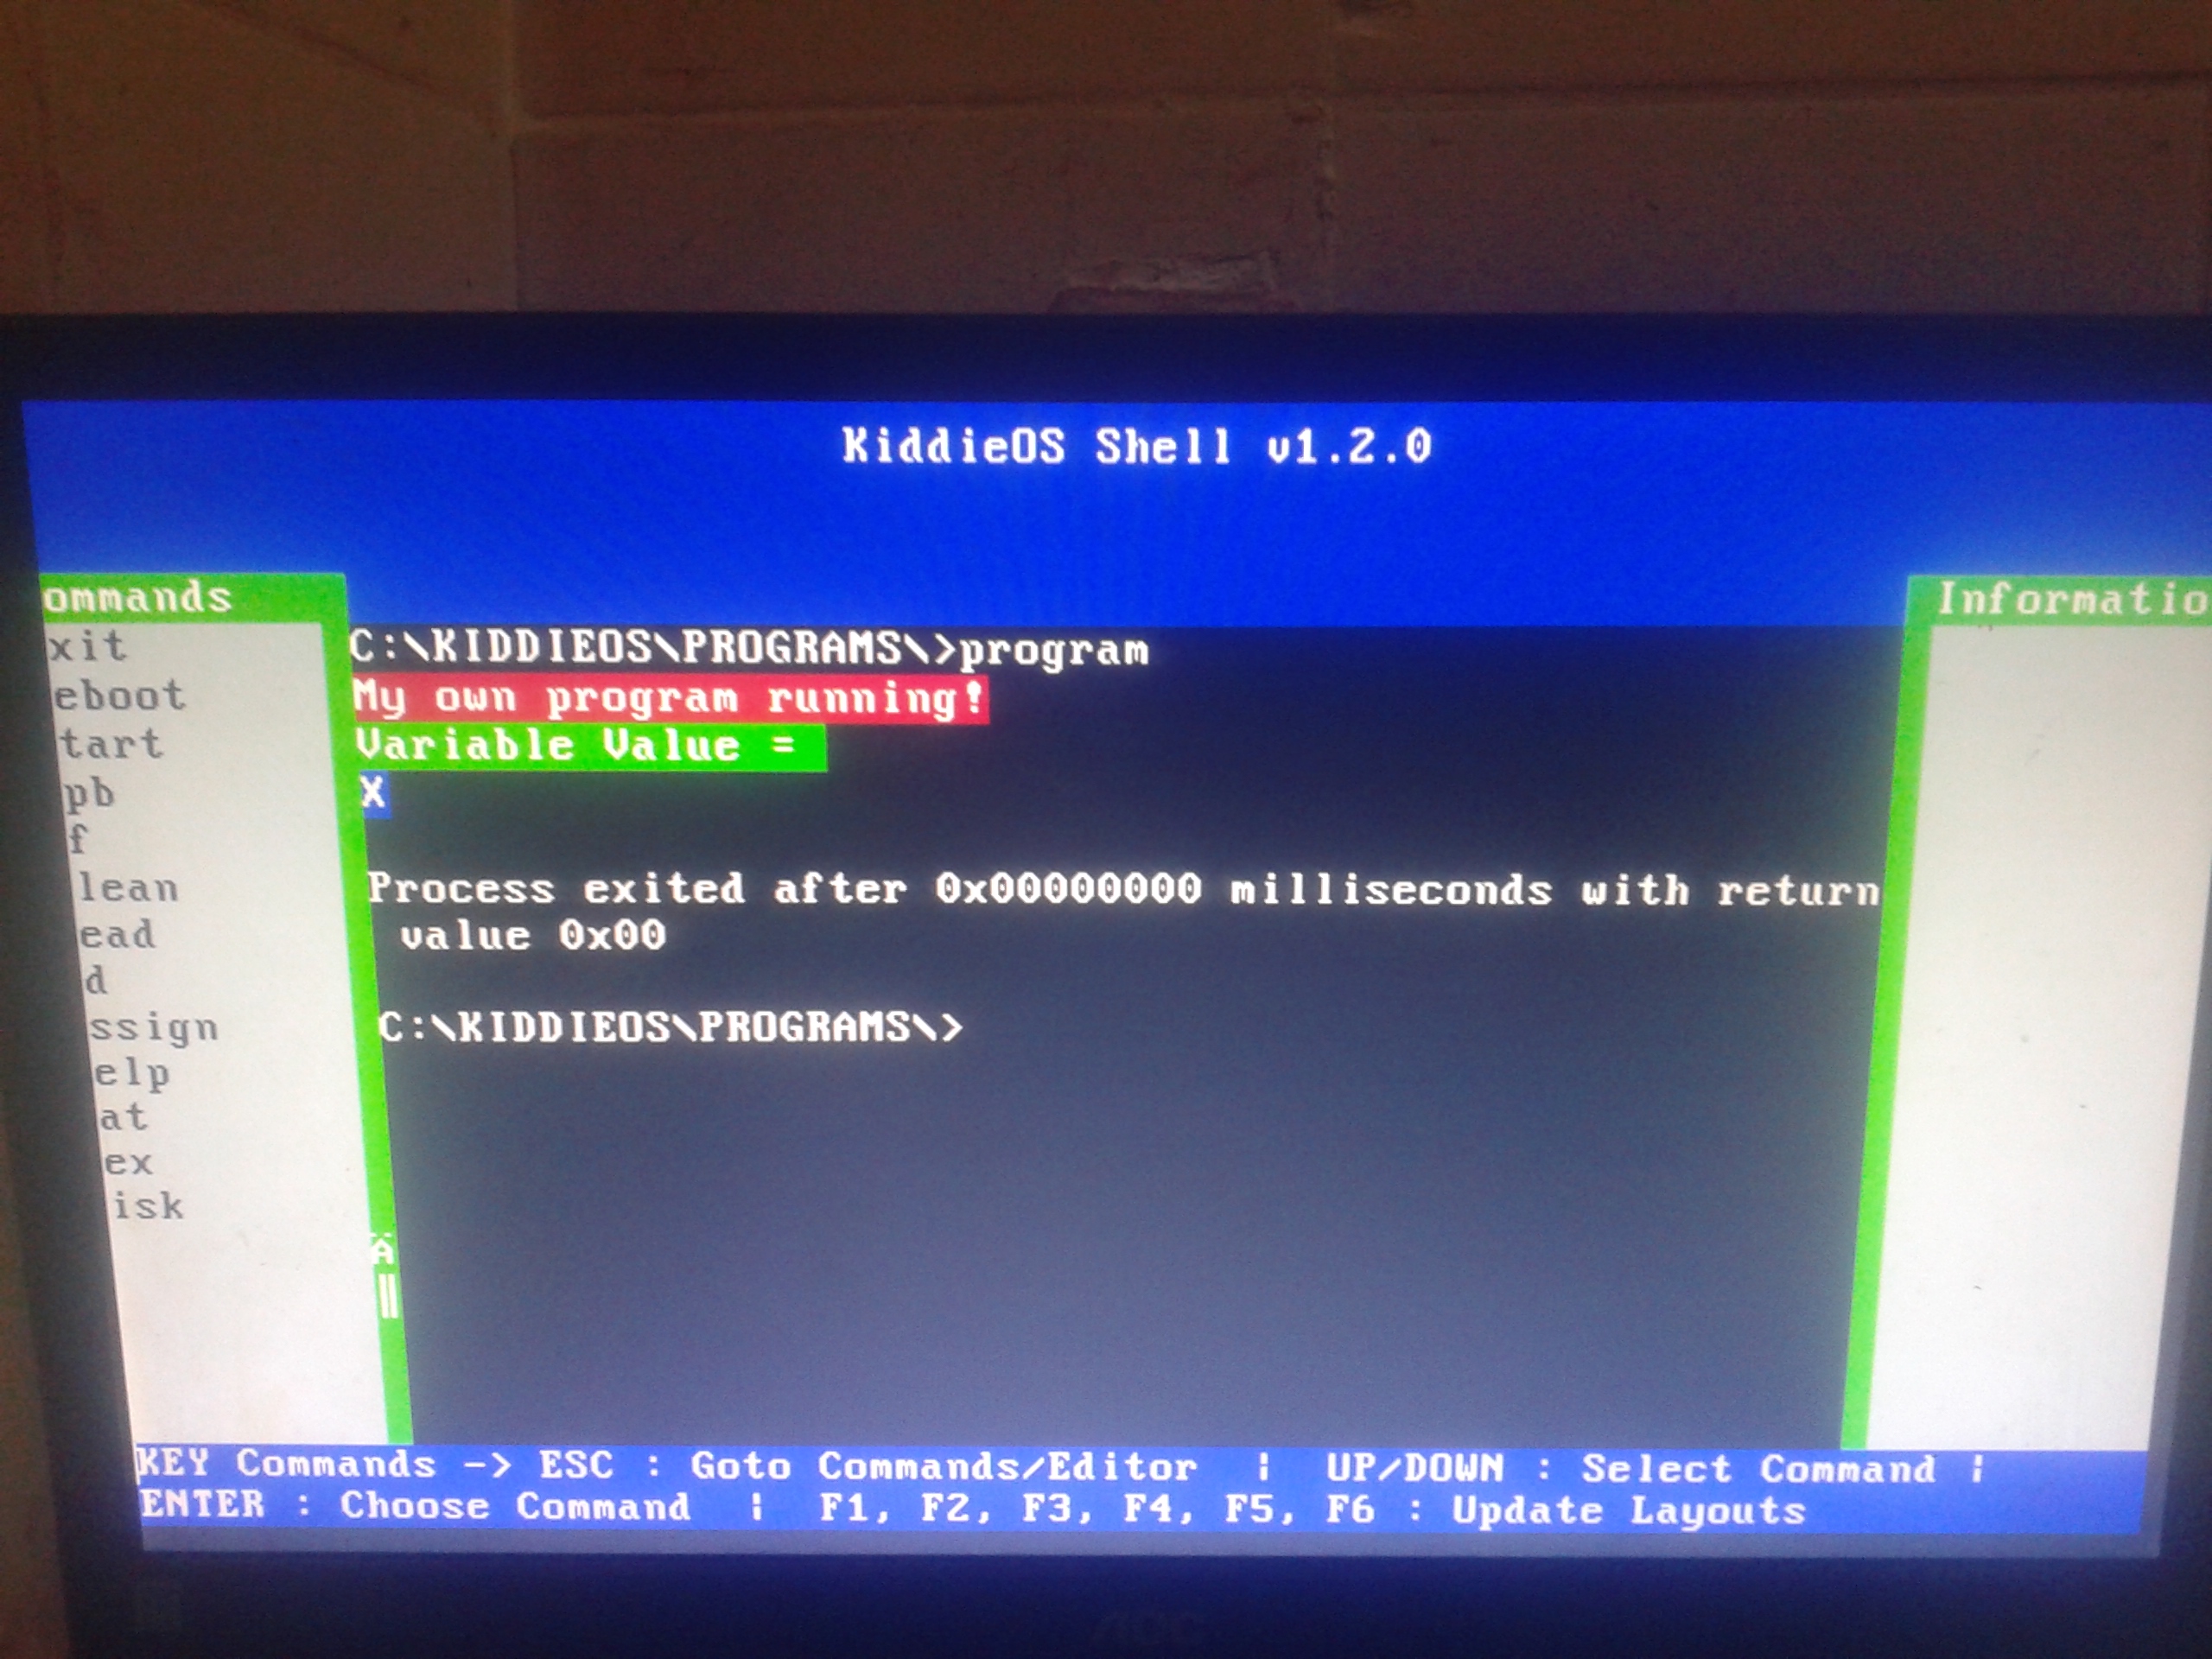 KiddieOS Shell v1.2.0
ommands
Informatio
xit
eboot
tart
pb
f
lean
ead
d
ssign
elp
at
ex
isk
C:\KIDDIEOS\PROGRAMS\>program
My own program running!
Variable Value =
X
Process exited after 0x00000000 milliseconds with return
value 0x00
C:\KIDDIEOS\PROGRAMS\>
Ä
║
KEY Commands -> ESC : Goto Commands/Editor ¦ UP/DOWN : Select Command ¦
ENTER : Choose Command ¦ F1, F2, F3, F4, F5, F6 : Update Layouts
AOC